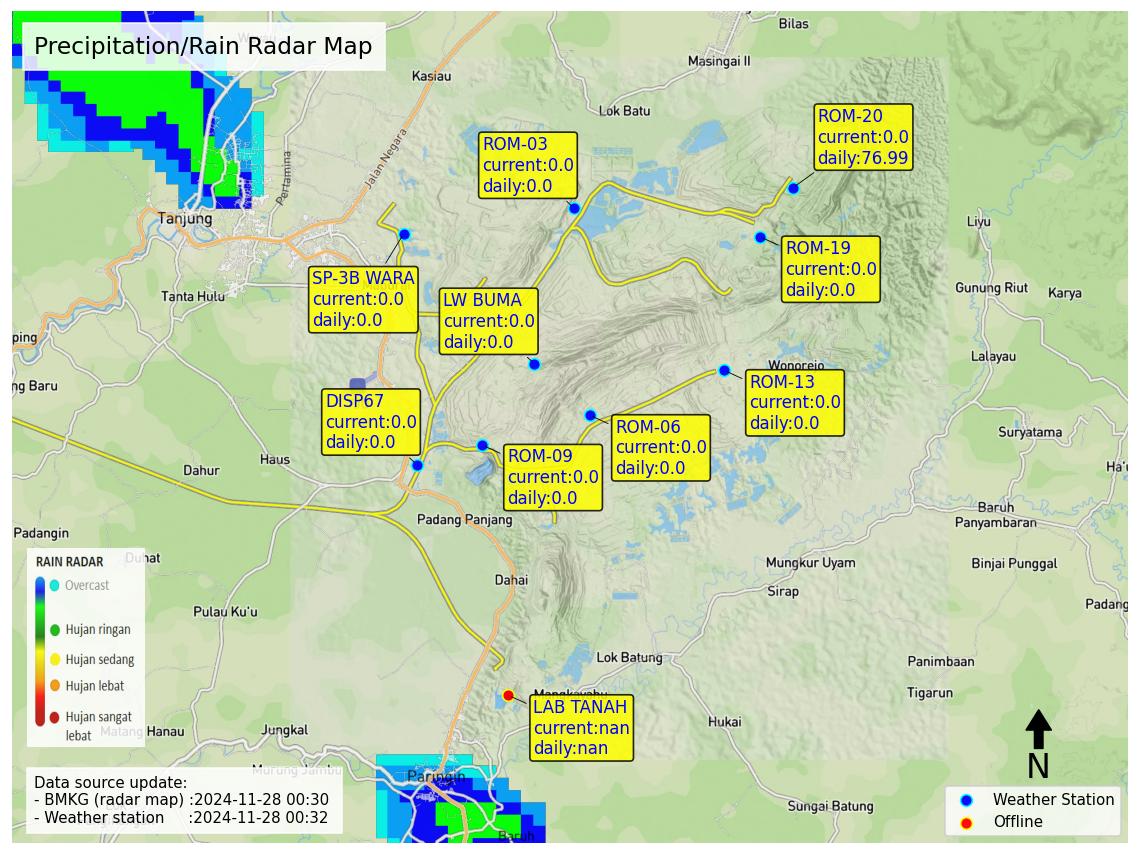 Precipitation/Rain Radar Map
Bilas
Masingai II
Kasiau
Lok Batu
Jalan Negara
Pertamina
Tanjung
ROM-20
current:0.0
daily:76.99
ROM-03
current:0.0
daily:0.0
Liyu
ROM-19
current:0.0
daily:0.0
SP-3B WARA
current:0.0
daily:0.0
LW BUMA
current:0.0
daily:0.0
Tanta Hulu
Gunung Riut
Karya
ping
Lalayau
Wonorejo
ng Baru
ROM-13
current:0.0
daily:0.0
DISP67
current:0.0
daily:0.0
ROM-06
current:0.0
daily:0.0
Suryatama
ROM-09
current:0.0
daily:0.0
Haus
Dahur
Ha'u
Baruh
Panyambaran
Padang Panjang
Padangin
Duhat
Mungkur Uyam
Binjai Punggal
Dahai
Sirap
Padang
Pulau Ku'u
RAIN RADAR
Overcast
Hujan ringan
Hujan sedang
Hujan lebat
Hujan sangat
lebat
Lok Batung
Panimbaan
Tigarun
Mangkayahu
LAB TANAH
current:nan
daily:nan
Hukai
Matang Hanau
Jungkal
Murung Jambu
Paringin
Sungai Batung
Baruh
Data source update:
- BMKG (radar map) :2024-11-28 00:30
- Weather station :2024-11-28 00:32
N
Weather Station
Offline